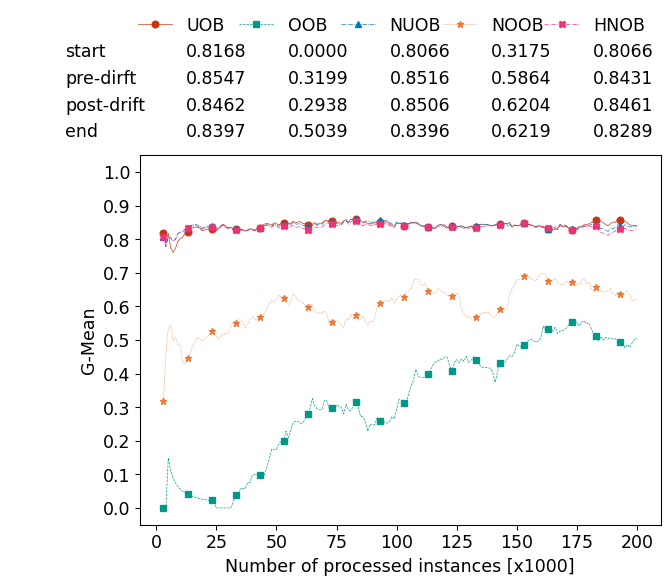 UOB OOB NUOB NOOB HNOB
start 0.8168 0.0000 0.8066 0.3175 0.8066
pre-dirft 0.8547 0.3199 0.8516 0.5864 0.8431
post-drift 0.8462 0.2938 0.8506 0.6204 0.8461
end 0.8397 0.5039 0.8396 0.6219 0.8289
1.0
0.9
0.8
0.7
0.6
0.5
0.4
0.3
0.2
0.1
0.0
G-Mean
0 25 50 75 100 125 150 175 200
Number of processed instances [x1000]